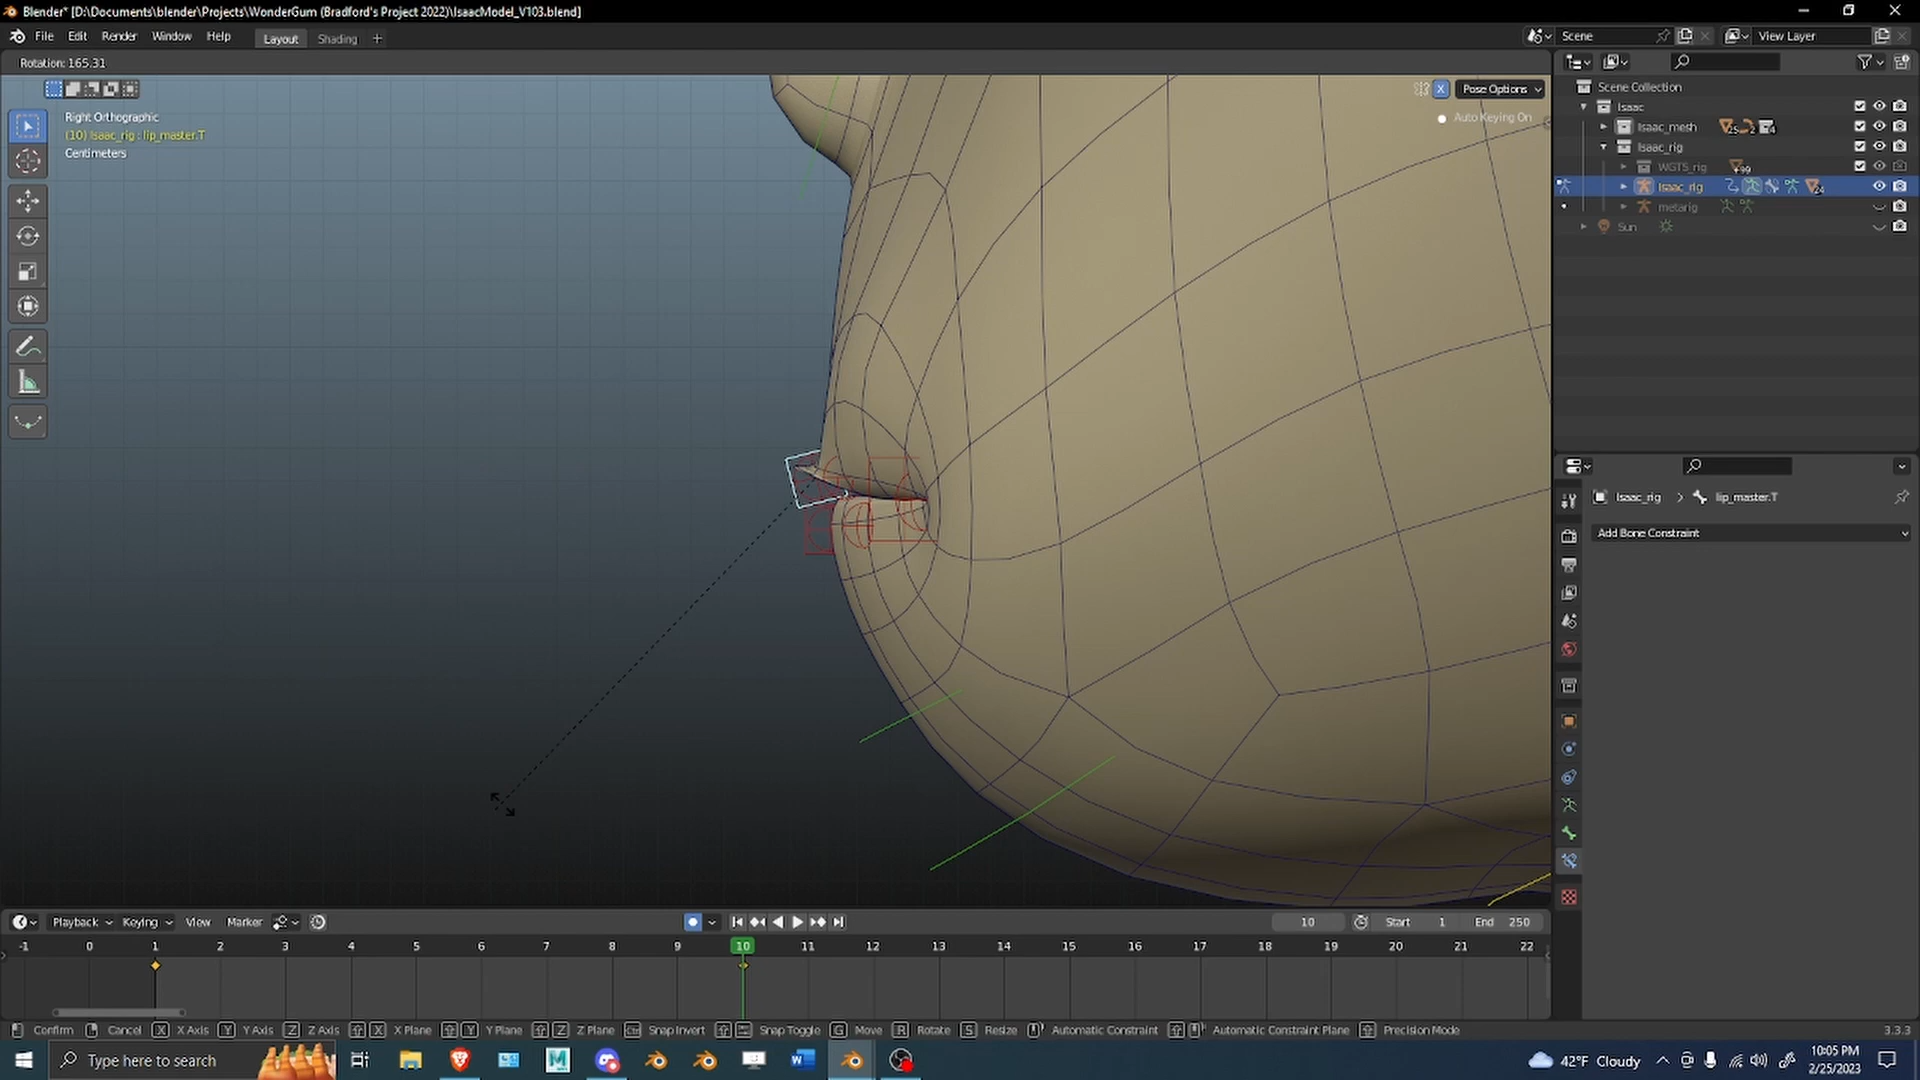 Blender* [D:\Documents\blender\Projects\WonderGum (Bradford's Project 2022)\IsaacModel_V103.blend]
File Edit Render Window Help Layout Shading + Scene View Layer
Rotation: 165.31
Right Orthographic
(10) Isaac_rig : lip_master.T
Centimeters
X Pose Options
Auto Keying On
Scene Collection
Isaac
Isaac_mesh 25 2 4
Isaac_rig
WGTS_rig 99
Isaac_rig 24
metarig
Sun
Isaac_rig > lip_master.T
Add Bone Constraint
Playback Keying View Marker 10 Start 1 End 250
-1 0 1 2 3 4 5 6 7 8 9 10 11 12 13 14 15 16 17 18 19 20 21 22
Confirm Cancel X X Axis Y Y Axis Z Z Axis X X Plane Y Y Plane Z Z Plane Ctrl Snap Invert Snap Toggle G Move R Rotate S Resize Automatic Constraint Automatic Constraint Plane Precision Mode 3.3.3
Type here to search
42°F Cloudy
10:05 PM
2/25/2023